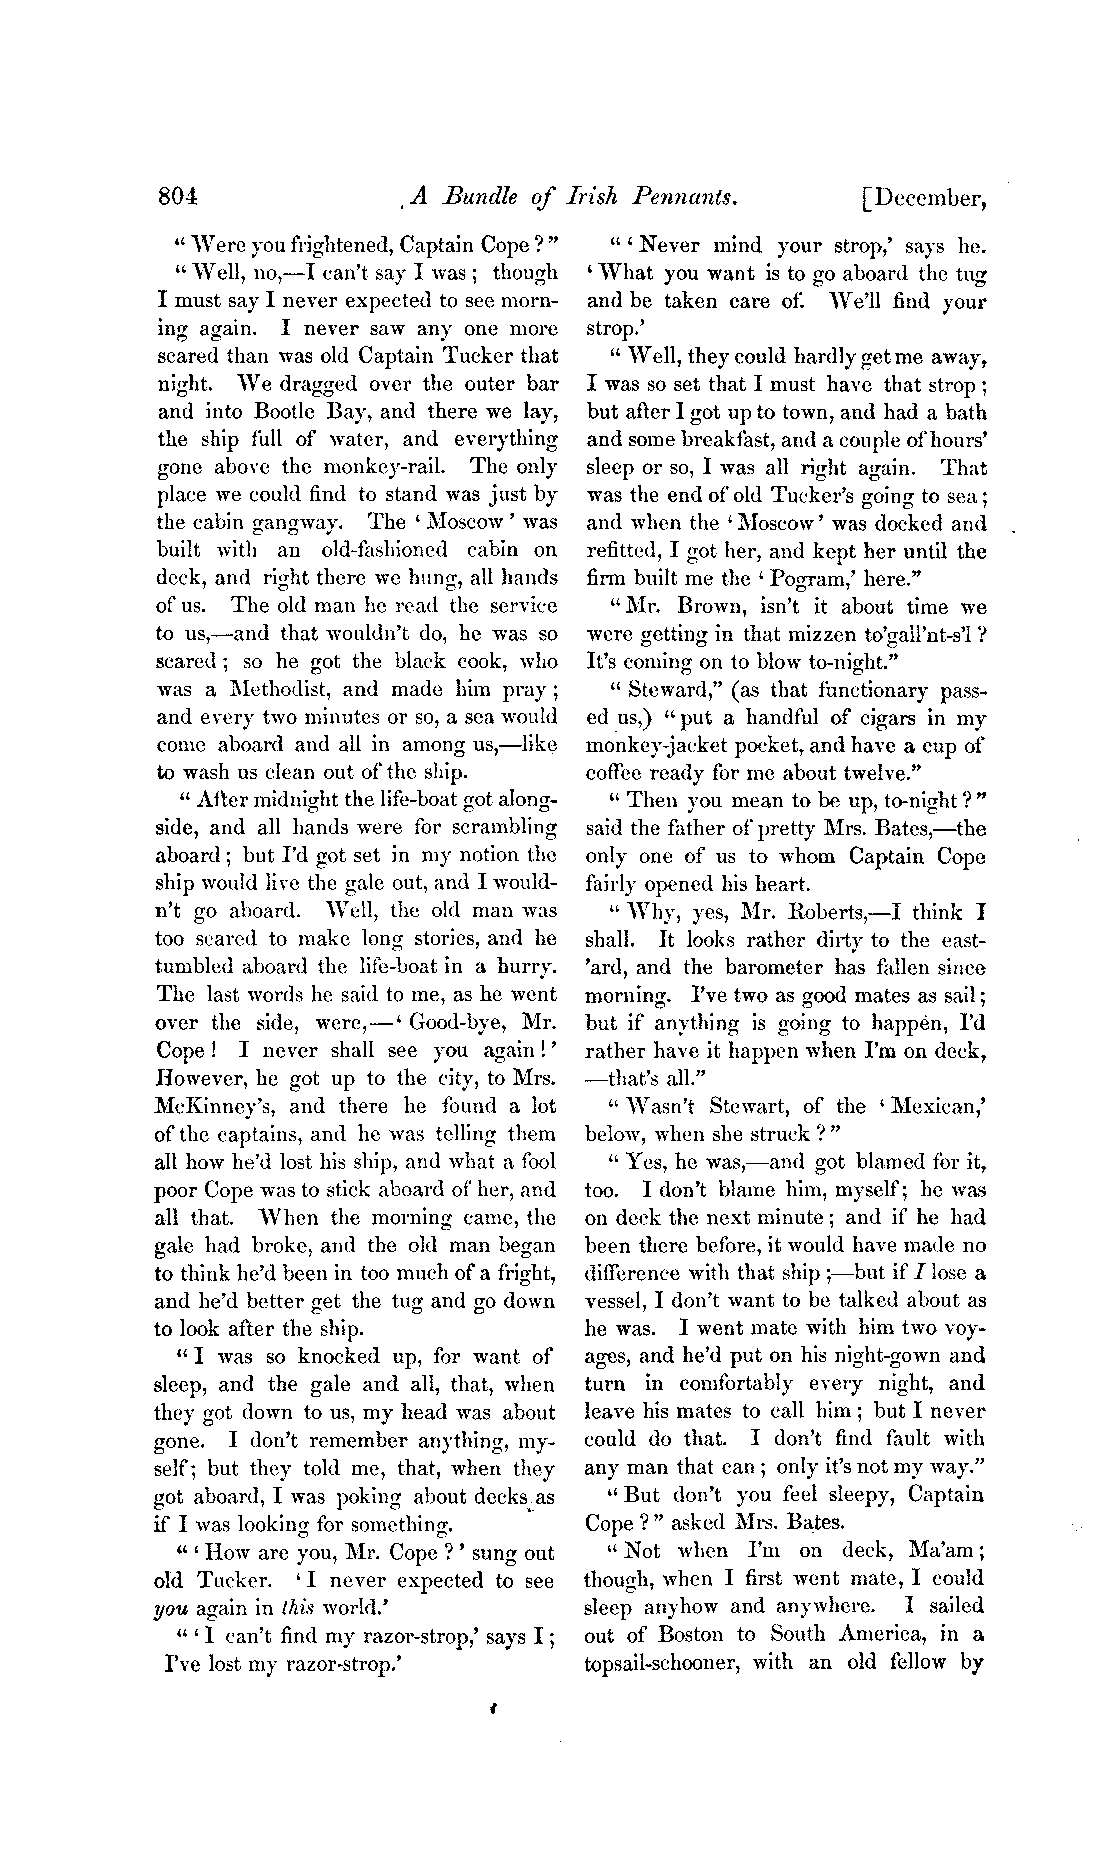 804 A Bundle of Irish Pennants. [December,
“Were you frightened, Captain Cope?”
“Well, no,—I can't say I was; though
I must say I never expected to see morn-
ing again. I never saw any one more
scared than was old Captain Tucker that
night. We dragged over the outer bar
and into Bootle Bay, and there we lay,
the ship full of water, and everything
gone above the monkey-rail. The only
place we could find to stand was just by
the cabin gangway. The ‘Moscow’ was
built with an old-fashioned cabin on
deck, and right there we hung, all hands
of us. The old man he read the service
to us,—and that wouldn't do, he was so
scared; so he got the black cook, who
was a Methodist, and made him pray;
and every two minutes or so, a sea would
come aboard and all in among us,—like
to wash us clean out of the ship.
“After midnight the life-boat got along-
side, and all hands were for scrambling
aboard; but I'd got set in my notion the
ship would live the gale out, and I would-
n't go aboard. Well, the old man was
too scared to make long stories, and he
tumbled aboard the life-boat in a hurry.
The last words he said to me, as he went
over the side, were,—‘Good-bye, Mr.
Cope! I never shall see you again!’
However, he got up to the city, to Mrs.
McKinney's, and there he found a lot
of the captains, and he was telling them
all how he'd lost his ship, and what a fool
poor Cope was to stick aboard of her, and
all that. When the morning came, the
gale had broke, and the old man began
to think he'd been in too much of a fright,
and he'd better get the tug and go down
to look after the ship.
“I was so knocked up, for want of
sleep, and the gale and all, that, when
they got down to us, my head was about
gone. I don't remember anything, my-
self; but they told me, that, when they
got aboard, I was poking about decks as
if I was looking for something.
“‘How are you, Mr. Cope?’ sung out
old Tucker. ‘I never expected to see
you again in this world.’
“‘I can't find my razor-strop,’ says I;
I've lost my razor-strop.’
“‘Never mind your strop,’ says he.
‘What you want is to go aboard the tug
and be taken care of. We'll find your
strop.’
“Well, they could hardly get me away,
I was so set that I must have that strop;
but after I got up to town, and had a bath
and some breakfast, and a couple of hours'
sleep or so, I was all right again. That
was the end of old Tucker's going to sea;
and when the ‘Moscow’ was docked and
refitted, I got her, and kept her until the
firm built me the ‘Pogram,’ here.”
“Mr. Brown, isn't it about time we
were getting in that mizzen to'gall'nt-s'l?
It's coming on to blow to-night.”
“Steward,” (as that functionary pass-
ed us,) “put a handful of cigars in my
monkey-jacket pocket, and have a cup of
coffee ready for me about twelve.”
“Then you mean to be up, to-night?”
said the father of pretty Mrs. Bates,—the
only one of us to whom Captain Cope
fairly opened his heart.
“Why, yes, Mr. Roberts,—I think I
shall. It looks rather dirty to the east-
'ard, and the barometer has fallen since
morning. I've two as good mates as sail;
but if anything is going to happen, I'd
rather have it happen when I'm on deck,
—that's all.”
“Wasn't Stewart, of the ‘Mexican,’
below, when she struck?”
“Yes, he was,—and got blamed for it,
too. I don't blame him, myself; he was
on deck the next minute; and if he had
been there before, it would have made no
difference with that ship;—but if I lose a
vessel, I don't want to be talked about as
he was. I went mate with him two voy-
ages, and he'd put on his night-gown and
turn in comfortably every night, and
leave his mates to call him; but I never
could do that. I don't find fault with
any man that can; only it's not my way.”
“But don't you feel sleepy, Captain
Cope?” asked Mrs. Bates.
“Not when I'm on deck, Ma'am;
though, when I first went mate, I could
sleep anyhow and anywhere. I sailed
out of Boston to South America, in a
topsail-schooner, with an old fellow by